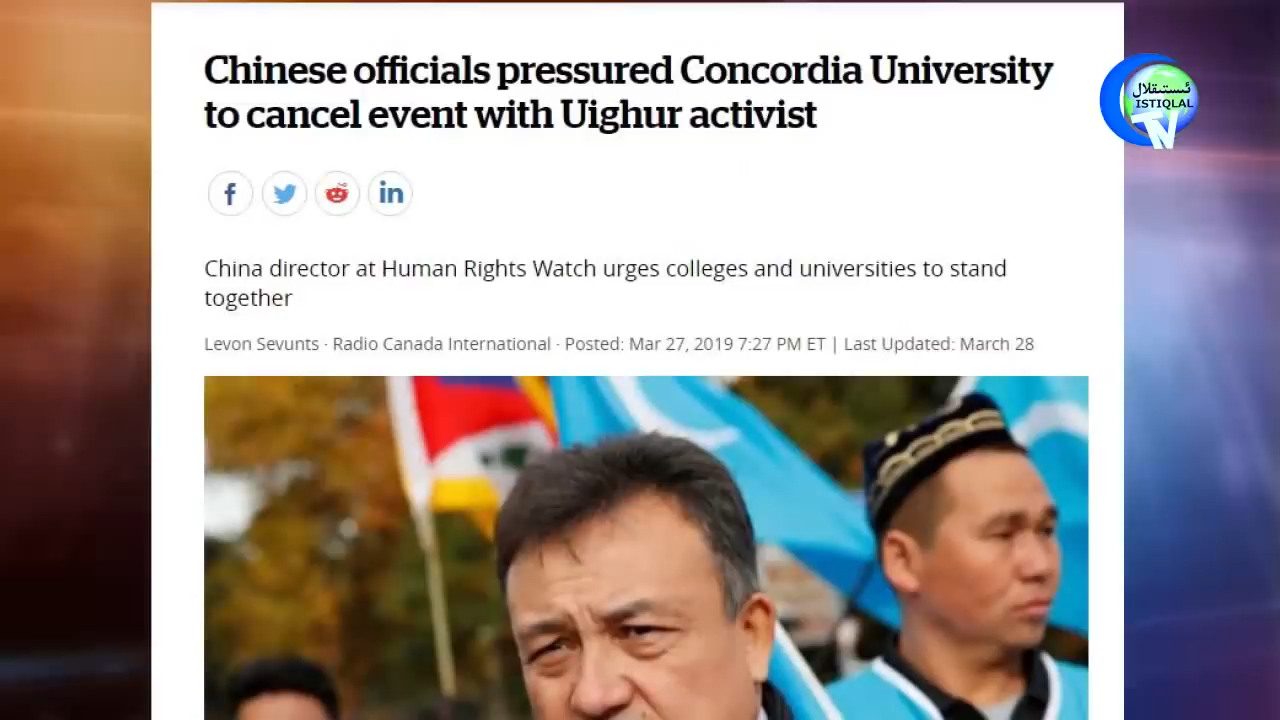 Chinese officials pressured Concordia University
to cancel event with Uighur activist
China director at Human Rights Watch urges colleges and universities to stand
together
Levon Sevunts · Radio Canada International · Posted: Mar 27, 2019 7:27 PM ET | Last Updated: March 28
ئىستىقلال
ISTIQLAL
TV